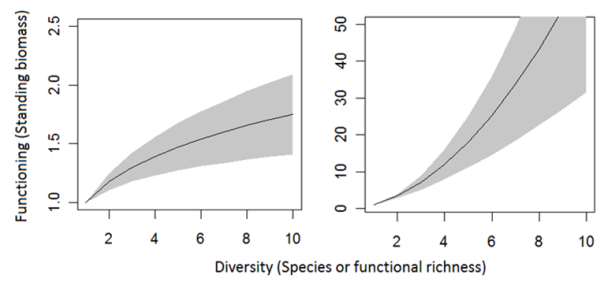 Functioning (Standing biomass)
2.5
2.0
1.5
1.0
2 4 6 8 10
50
40
30
20
10
0
2 4 6 8 10
Diversity (Species or functional richness)